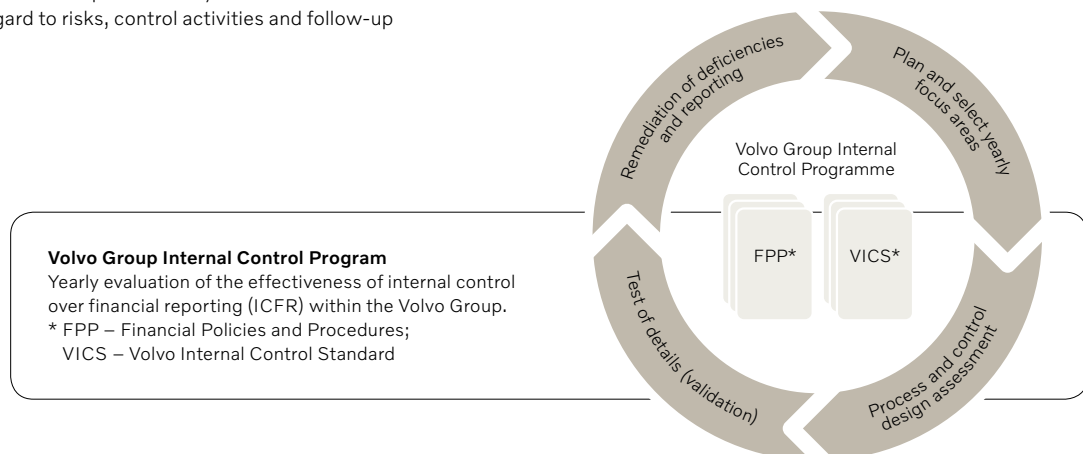 gard to risks, control activities and follow-up
Remediation of deficiencies
and reporting
Plan and select yearly
focus areas
Volvo Group Internal
Control Programme
FPP*
VICS*
Volvo Group Internal Control Program
Yearly evaluation of the effectiveness of internal control
over financial reporting (ICFR) within the Volvo Group.
* FPP – Financial Policies and Procedures;
VICS – Volvo Internal Control Standard
Test of details (validation)
Process and control
design assessment